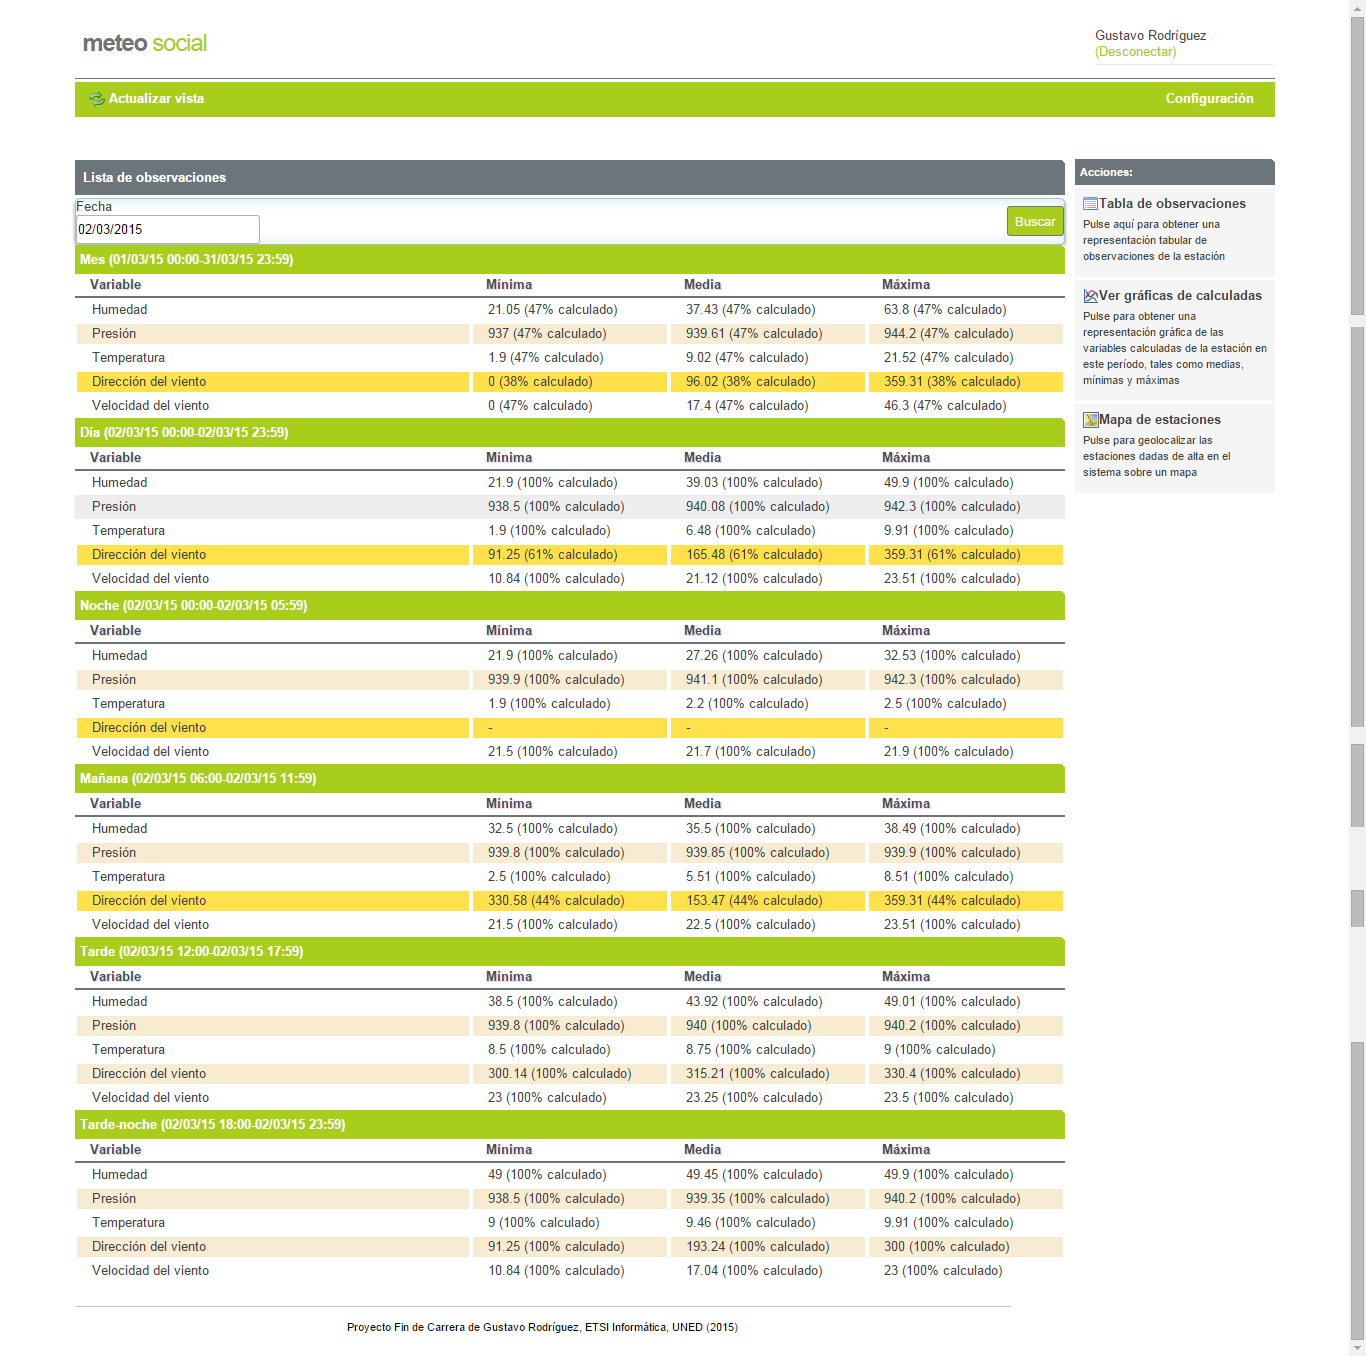 meteo social
Gustavo Rodríguez
(Desconectar)
Actualizar vista Configuración
Lista de observaciones
Fecha
02/03/2015
Buscar
Mes (01/03/15 00:00-31/03/15 23:59)
Variable Mínima Media Máxima
Humedad 21.05 (47% calculado) 37.43 (47% calculado) 63.8 (47% calculado)
Presión 937 (47% calculado) 939.61 (47% calculado) 944.2 (47% calculado)
Temperatura 1.9 (47% calculado) 9.02 (47% calculado) 21.52 (47% calculado)
Dirección del viento 0 (38% calculado) 96.02 (38% calculado) 359.31 (38% calculado)
Velocidad del viento 0 (47% calculado) 17.4 (47% calculado) 46.3 (47% calculado)
Día (02/03/15 00:00-02/03/15 23:59)
Variable Mínima Media Máxima
Humedad 21.9 (100% calculado) 39.03 (100% calculado) 49.9 (100% calculado)
Presión 938.5 (100% calculado) 940.08 (100% calculado) 942.3 (100% calculado)
Temperatura 1.9 (100% calculado) 6.48 (100% calculado) 9.91 (100% calculado)
Dirección del viento 91.25 (61% calculado) 165.48 (61% calculado) 359.31 (61% calculado)
Velocidad del viento 10.84 (100% calculado) 21.12 (100% calculado) 23.51 (100% calculado)
Noche (02/03/15 00:00-02/03/15 05:59)
Variable Mínima Media Máxima
Humedad 21.9 (100% calculado) 27.26 (100% calculado) 32.53 (100% calculado)
Presión 939.9 (100% calculado) 941.1 (100% calculado) 942.3 (100% calculado)
Temperatura 1.9 (100% calculado) 2.2 (100% calculado) 2.5 (100% calculado)
Dirección del viento - - -
Velocidad del viento 21.5 (100% calculado) 21.7 (100% calculado) 21.9 (100% calculado)
Mañana (02/03/15 06:00-02/03/15 11:59)
Variable Mínima Media Máxima
Humedad 32.5 (100% calculado) 35.5 (100% calculado) 38.49 (100% calculado)
Presión 939.8 (100% calculado) 939.85 (100% calculado) 939.9 (100% calculado)
Temperatura 2.5 (100% calculado) 5.51 (100% calculado) 8.51 (100% calculado)
Dirección del viento 330.58 (44% calculado) 153.47 (44% calculado) 359.31 (44% calculado)
Velocidad del viento 21.5 (100% calculado) 22.5 (100% calculado) 23.51 (100% calculado)
Tarde (02/03/15 12:00-02/03/15 17:59)
Variable Mínima Media Máxima
Humedad 38.5 (100% calculado) 43.92 (100% calculado) 49.01 (100% calculado)
Presión 939.8 (100% calculado) 940 (100% calculado) 940.2 (100% calculado)
Temperatura 8.5 (100% calculado) 8.75 (100% calculado) 9 (100% calculado)
Dirección del viento 300.14 (100% calculado) 315.21 (100% calculado) 330.4 (100% calculado)
Velocidad del viento 23 (100% calculado) 23.25 (100% calculado) 23.5 (100% calculado)
Tarde-noche (02/03/15 18:00-02/03/15 23:59)
Variable Mínima Media Máxima
Humedad 49 (100% calculado) 49.45 (100% calculado) 49.9 (100% calculado)
Presión 938.5 (100% calculado) 939.35 (100% calculado) 940.2 (100% calculado)
Temperatura 9 (100% calculado) 9.46 (100% calculado) 9.91 (100% calculado)
Dirección del viento 91.25 (100% calculado) 193.24 (100% calculado) 300 (100% calculado)
Velocidad del viento 10.84 (100% calculado) 17.04 (100% calculado) 23 (100% calculado)
Acciones:
Tabla de observaciones
Pulse aquí para obtener una
representación tabular de
observaciones de la estación
Ver gráficas de calculadas
Pulse para obtener una
representación gráfica de las
variables calculadas de la estación en
este período, tales como medias,
mínimas y máximas
Mapa de estaciones
Pulse para geolocalizar las
estaciones dadas de alta en el
sistema sobre un mapa
Proyecto Fin de Carrera de Gustavo Rodríguez, ETSI Informática, UNED (2015)